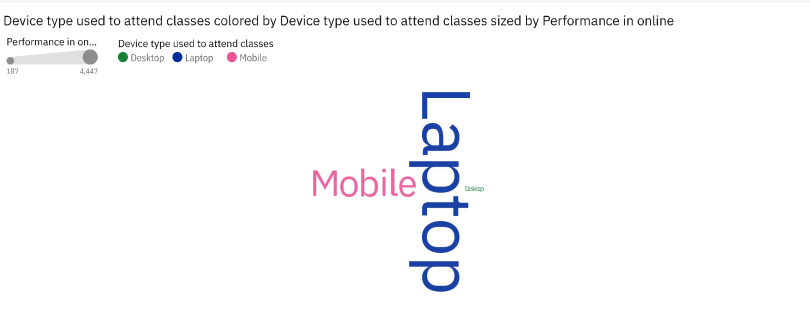 Device type used to attend classes colored by Device type used to attend classes sized by Performance in online
Performance in on...
187
4,447
Device type used to attend classes
Desktop
Laptop
Mobile
Laptop
Mobile
Desktop